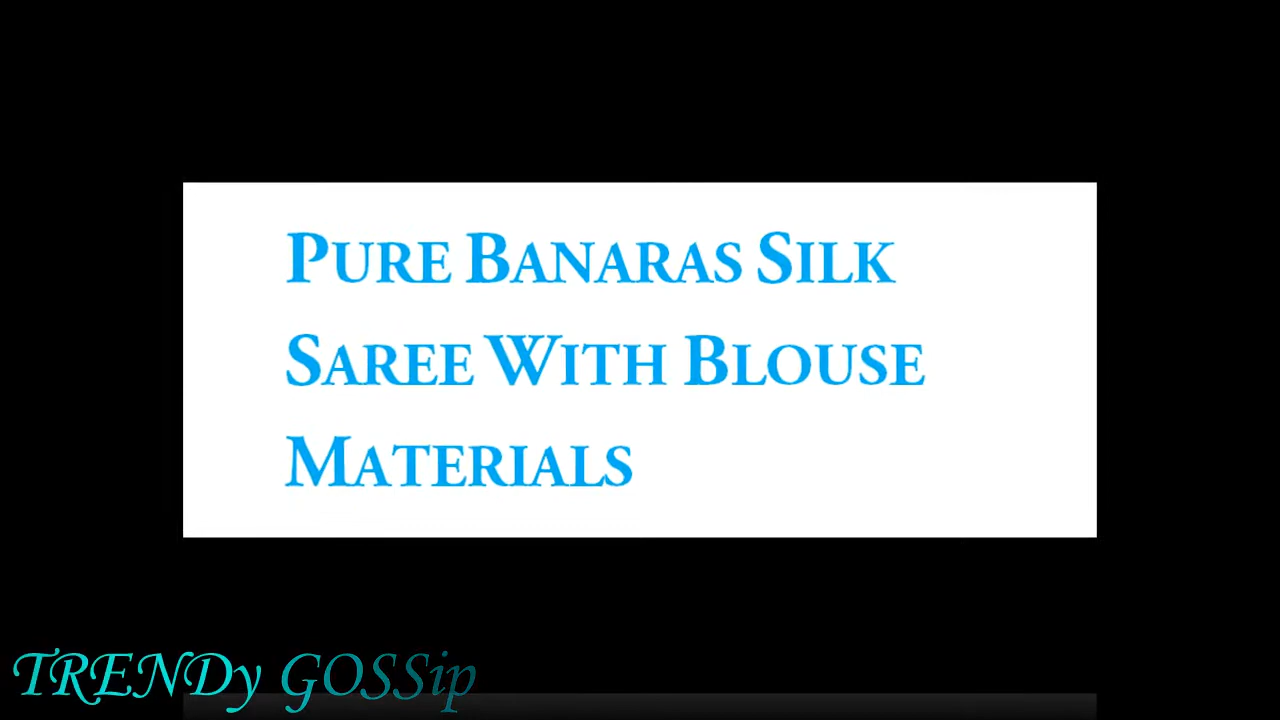 PURE BANARAS SILK
SAREE WITH BLOUSE
MATERIALS
TRENDy GOSSip